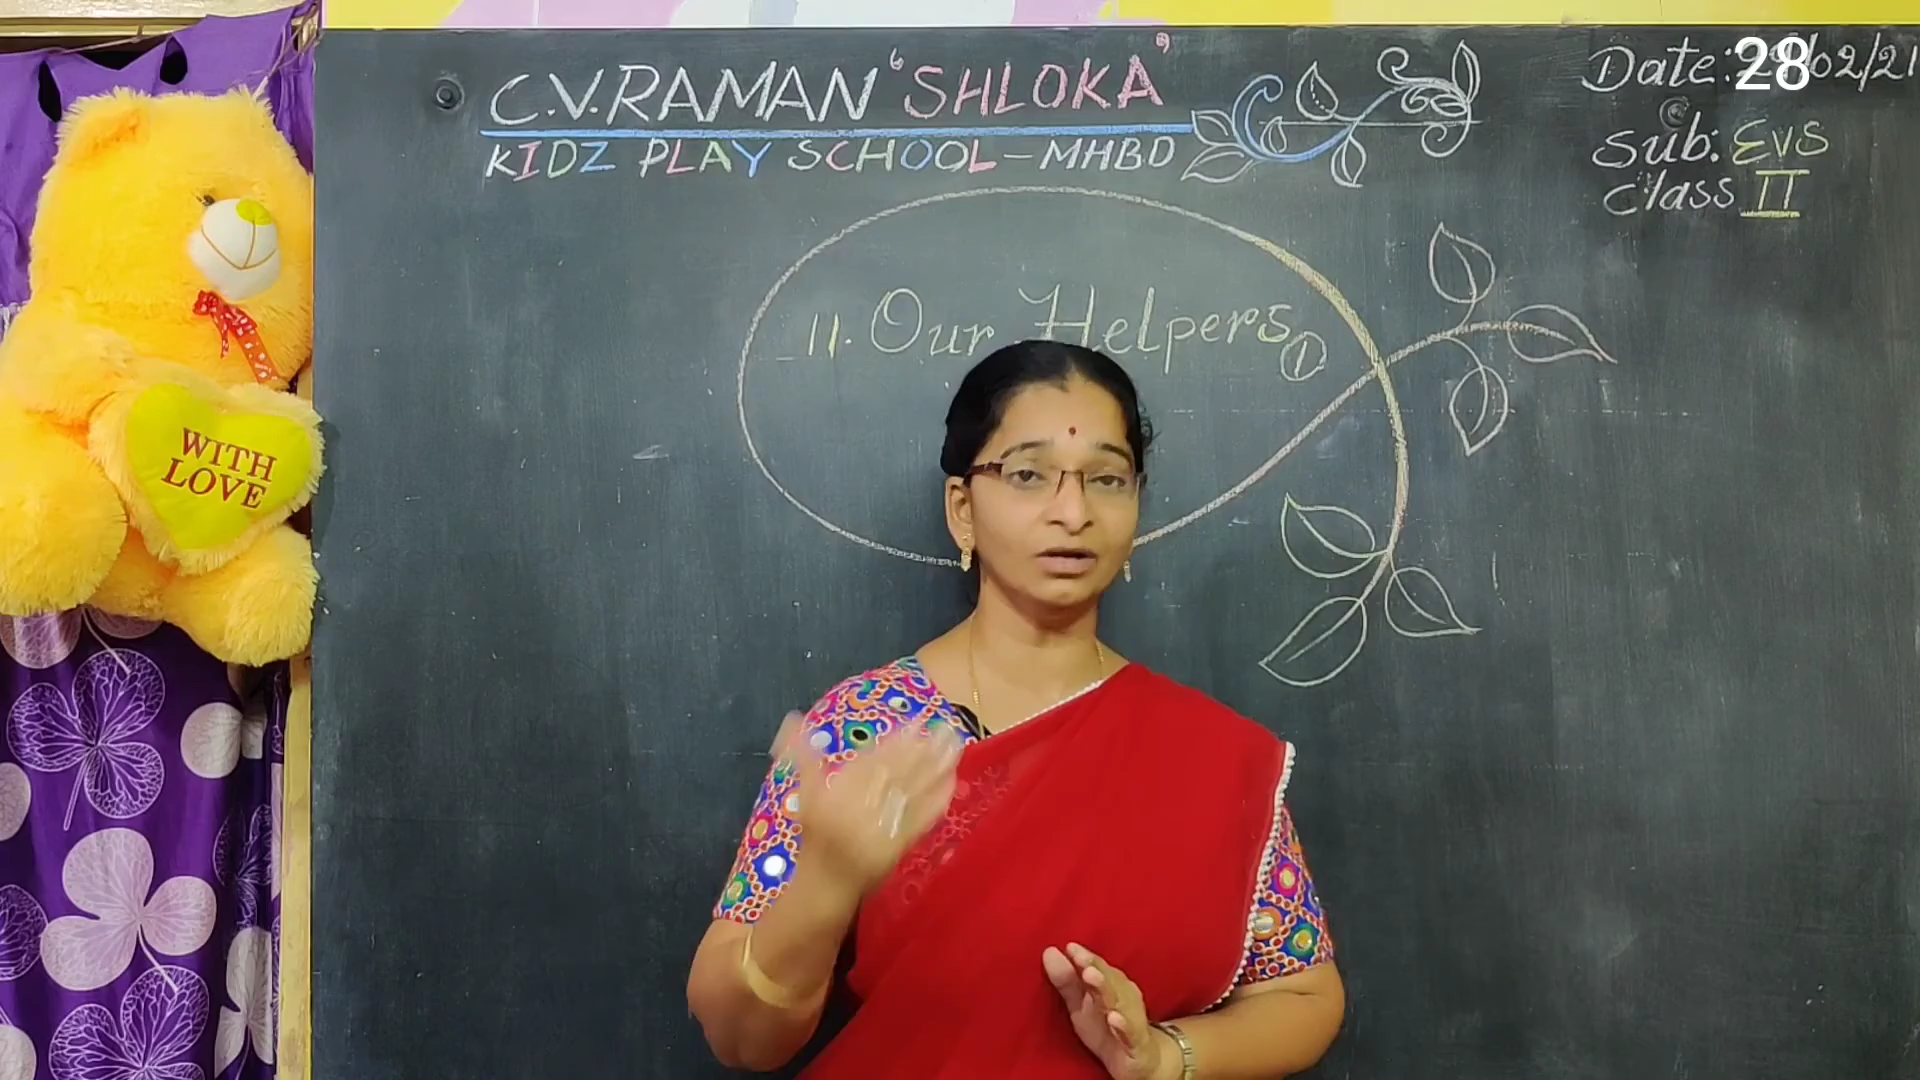 C.V.RAMAN 'SHLOKA'
KIDZ PLAY SCHOOL-MHBD
Date: 28/02/21
Sub: EVS
Class II
11. Our Helpers ①
WITH
LOVE